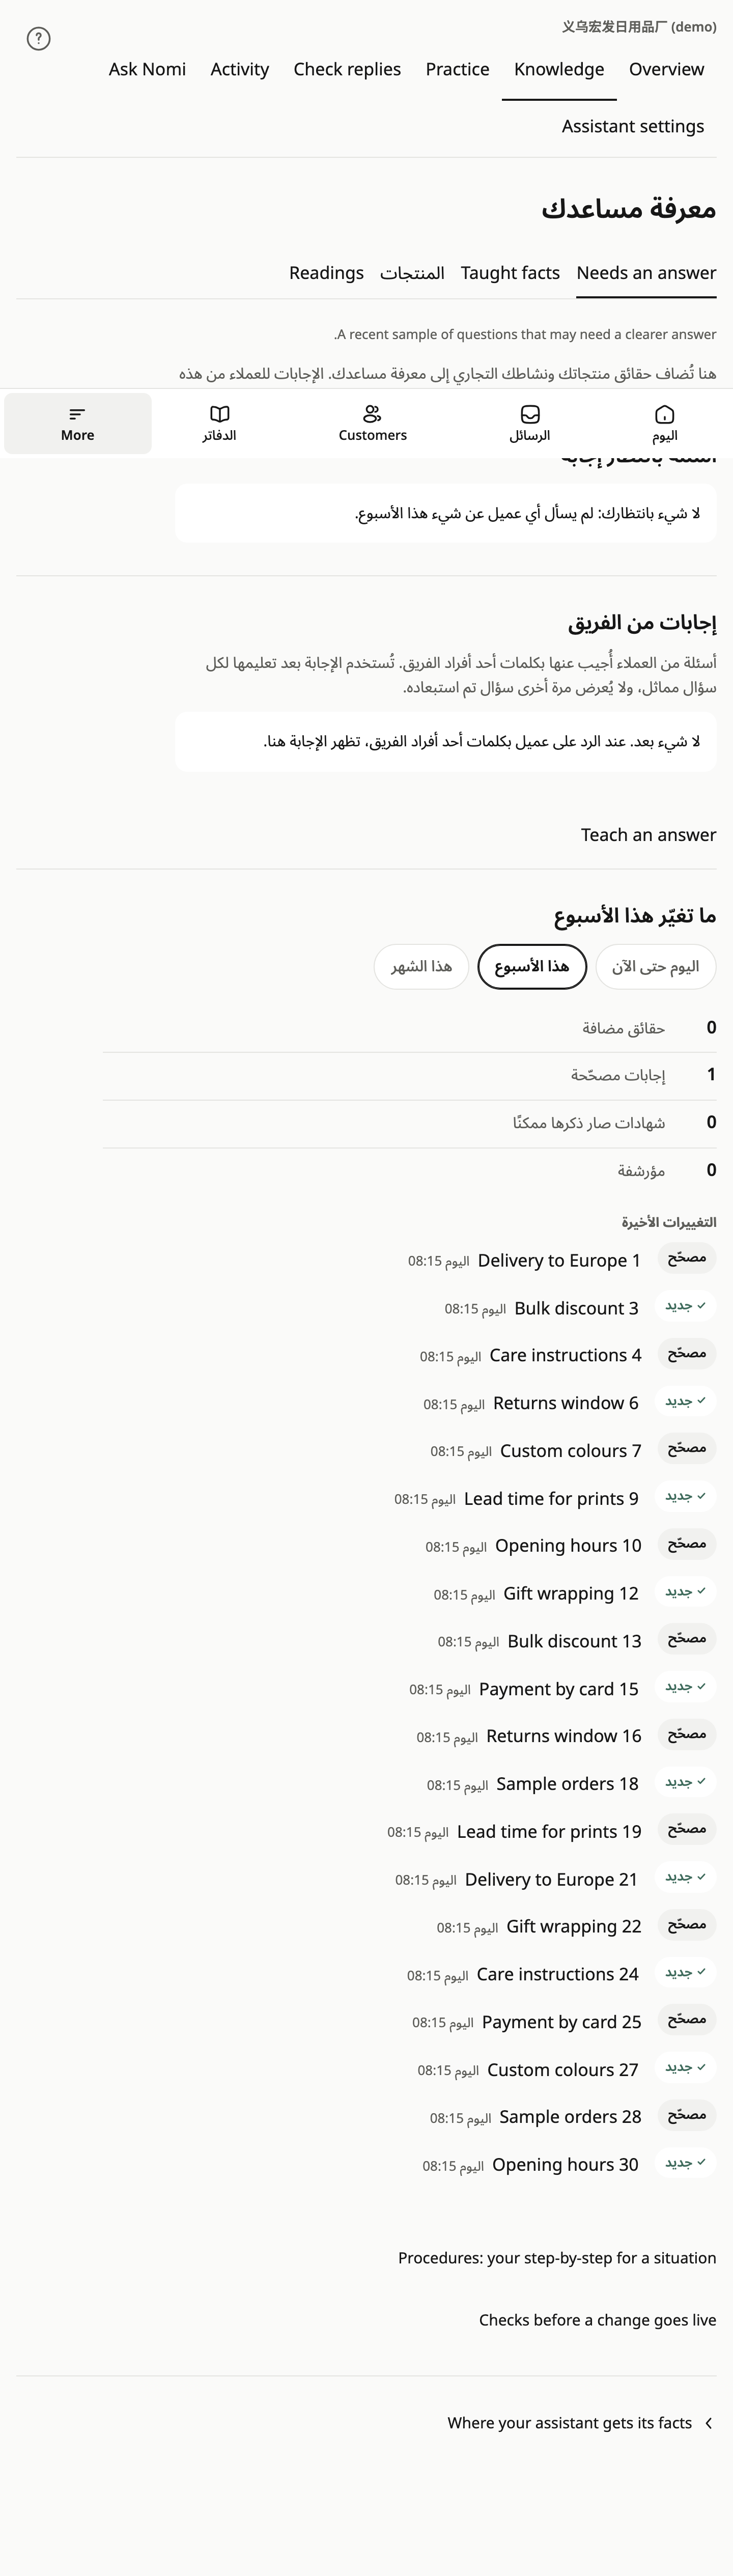 义乌宏发日用品厂 (demo)
Overview Knowledge Practice Check replies Activity Ask Nomi
Assistant settings
معرفة مساعدك
Needs an answer Taught facts المنتجات Readings
A recent sample of questions that may need a clearer answer.
هنا تُضاف حقائق منتجاتك ونشاطك التجاري إلى معرفة مساعدك. الإجابات للعملاء من هذه
اليوم الرسائل Customers الدفاتر More
لا شيء بانتظارك: لم يسأل أي عميل عن شيء هذا الأسبوع.
إجابات من الفريق
أسئلة من العملاء أُجيب عنها بكلمات أحد أفراد الفريق. تُستخدم الإجابة بعد تعليمها لكل
سؤال مماثل، ولا يُعرض مرة أخرى سؤال تم استبعاده.
لا شيء بعد. عند الرد على عميل بكلمات أحد أفراد الفريق، تظهر الإجابة هنا.
Teach an answer
ما تغيّر هذا الأسبوع
اليوم حتى الآن هذا الأسبوع هذا الشهر
0 حقائق مضافة
1 إجابات مصحّحة
0 شهادات صار ذكرها ممكنًا
0 مؤرشفة
التغييرات الأخيرة
مصحّح Delivery to Europe 1 اليوم 08:15
جديد Bulk discount 3 اليوم 08:15
مصحّح Care instructions 4 اليوم 08:15
جديد Returns window 6 اليوم 08:15
مصحّح Custom colours 7 اليوم 08:15
جديد Lead time for prints 9 اليوم 08:15
مصحّح Opening hours 10 اليوم 08:15
جديد Gift wrapping 12 اليوم 08:15
مصحّح Bulk discount 13 اليوم 08:15
جديد Payment by card 15 اليوم 08:15
مصحّح Returns window 16 اليوم 08:15
جديد Sample orders 18 اليوم 08:15
مصحّح Lead time for prints 19 اليوم 08:15
جديد Delivery to Europe 21 اليوم 08:15
مصحّح Gift wrapping 22 اليوم 08:15
جديد Care instructions 24 اليوم 08:15
مصحّح Payment by card 25 اليوم 08:15
جديد Custom colours 27 اليوم 08:15
مصحّح Sample orders 28 اليوم 08:15
جديد Opening hours 30 اليوم 08:15
Procedures: your step-by-step for a situation
Checks before a change goes live
Where your assistant gets its facts